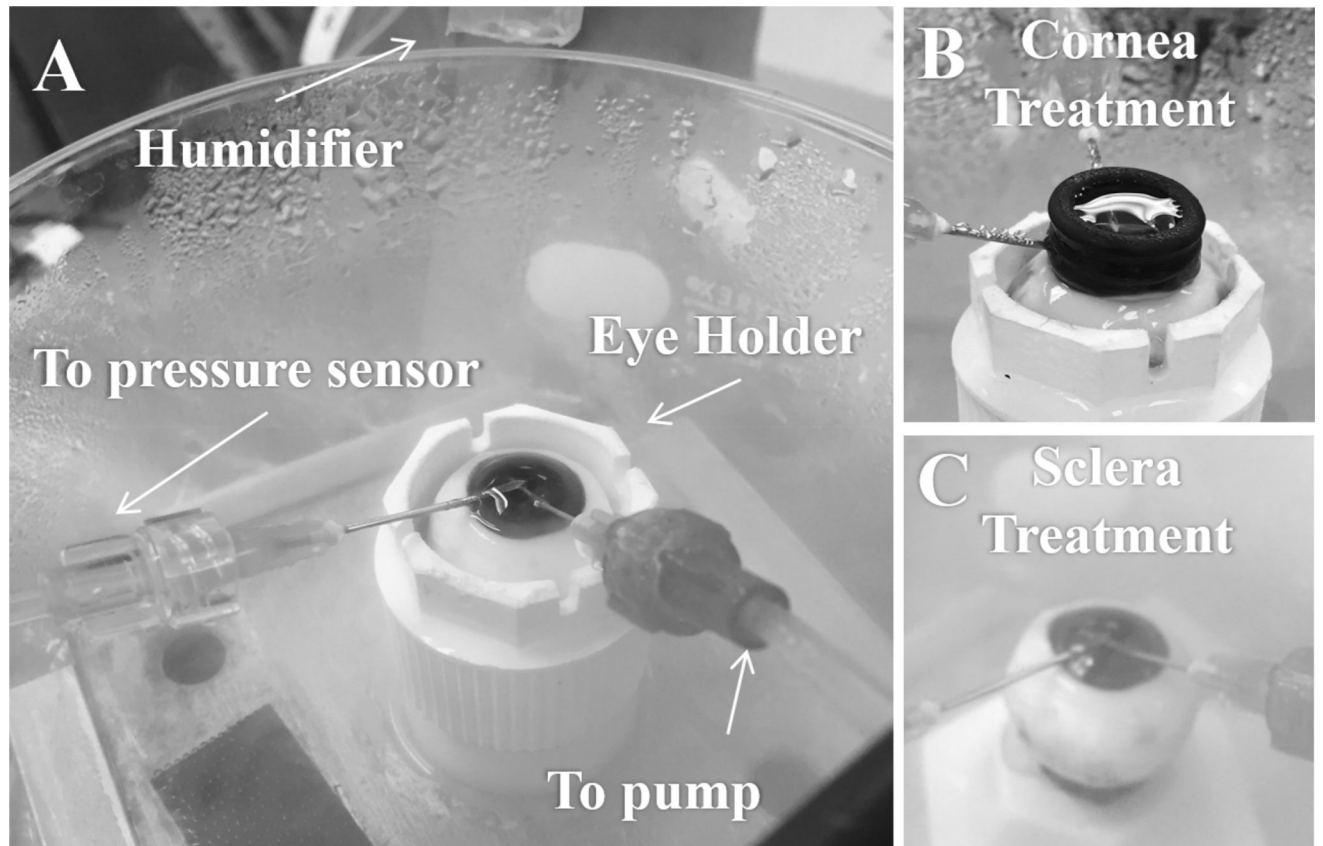 A
Humidifier
To pressure sensor
Eye Holder
To pump
B
Cornea
Treatment
C
Sclera
Treatment